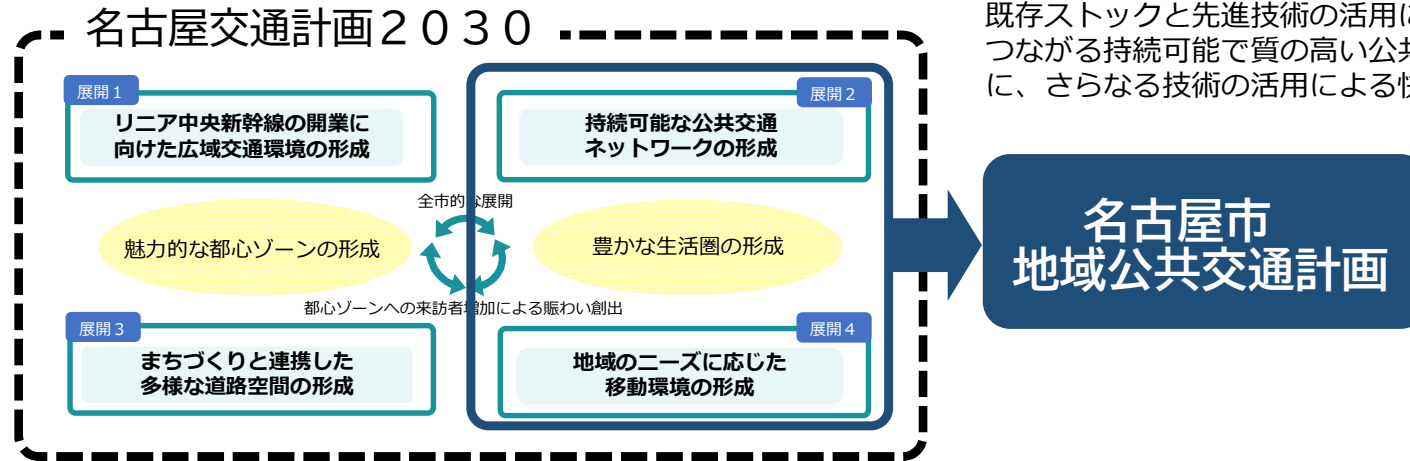 名古屋交通計画２０３０
既存ストックと先進技術の活用に
つながる持続可能で質の高い公共
に、さらなる技術の活用による
展開１
リニア中央新幹線の開業に
向けた広域交通環境の形成
展開２
持続可能な公共交通
ネットワークの形成
全市的な展開
魅力的な都心ゾーンの形成
豊かな生活圏の形成
都心ゾーンへの来訪者増加による賑わい創出
展開３
まちづくりと連携した
多様な道路空間の形成
展開４
地域のニーズに応じた
移動環境の形成
名古屋市
地域公共交通計画